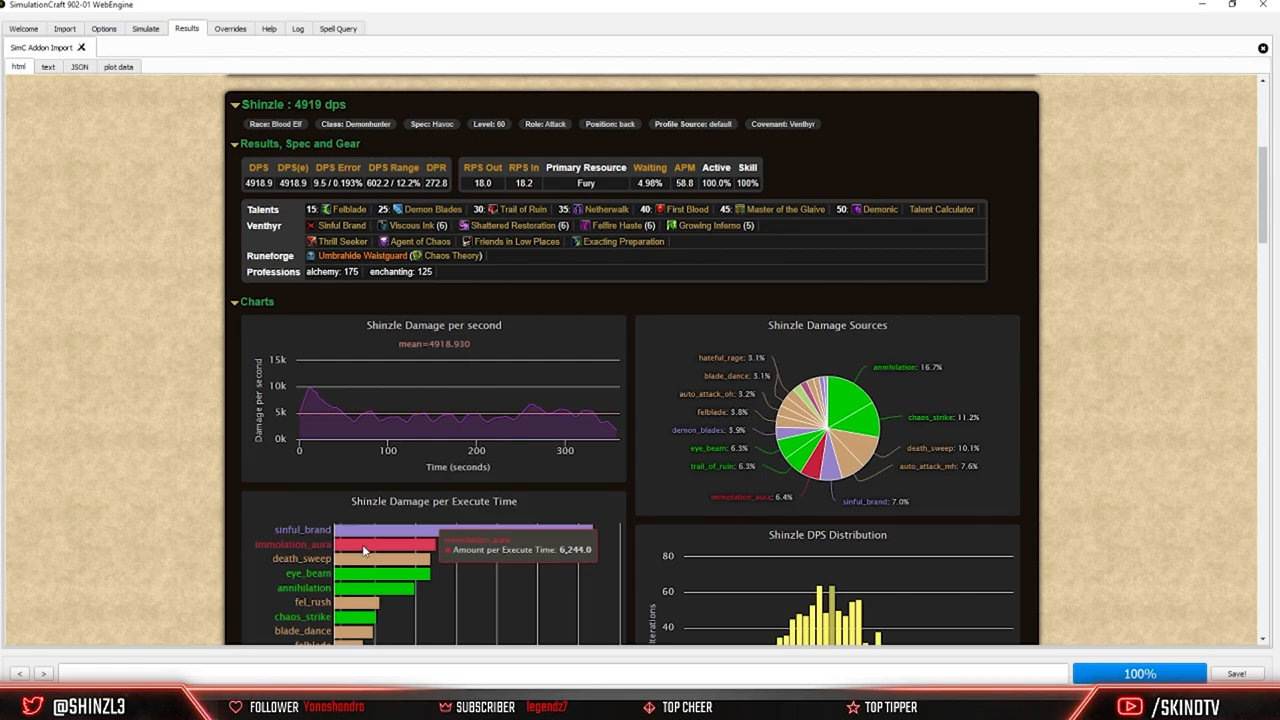 SimulationCraft 902-01 WebEngine
Welcome Import Options Simulate Results Overrides Help Log Spell Query
SimC Addon Import
html text JSON plot data
Shinzle : 4919 dps
Race: Blood Elf Class: Demonhunter Spec: Havoc Level: 60 Role: Attack Position: back Profile Source: default Covenant: Venthyr
Results, Spec and Gear
DPS DPS(e) DPS Error DPS Range DPR RPS Out RPS In Primary Resource Waiting APM Active Skill
4918.9 4918.9 9.5 / 0.193% 602.2 / 12.2% 272.8 18.0 18.2 Fury 4.98% 58.8 100.0% 100%
Talents 15: Felblade 25: Demon Blades 30: Trail of Ruin 35: Netherwalk 40: First Blood 45: Master of the Glaive 50: Demonic Talent Calculator
Venthyr Sinful Brand Viscous Ink (6) Shattered Restoration (6) Felfire Haste (6) Growing Inferno (5)
Thrill Seeker Agent of Chaos Friends in Low Places Exacting Preparation
Runeforge Umbrahide Waistguard (Chaos Theory)
Professions alchemy: 175 enchanting: 125
Charts
Shinzle Damage per second
mean=4918.930
Damage per second
15k
10k
5k
0k
0 100 200 300
Time (seconds)
Shinzle Damage Sources
hateful_rage: 3.1%
blade_dance: 3.1%
auto_attack_oh: 3.2%
felblade: 3.8%
demon_blades: 3.9%
eye_beam: 6.3%
trail_of_ruin: 6.3%
immolation_aura: 6.4%
annihilation: 16.7%
chaos_strike: 11.2%
death_sweep: 10.1%
auto_attack_mh: 7.6%
sinful_brand: 7.0%
Shinzle Damage per Execute Time
sinful_brand
immolation_aura
death_sweep
eye_beam
annihilation
fel_rush
chaos_strike
blade_dance
immolation_aura
Amount per Execute Time: 6,244.0
Shinzle DPS Distribution
80
60
40
Iterations
< > 100% Save!
@SHINZL3 FOLLOWER Yanashandra SUBSCRIBER legendz7 TOP CHEER TOP TIPPER /SKINDTV